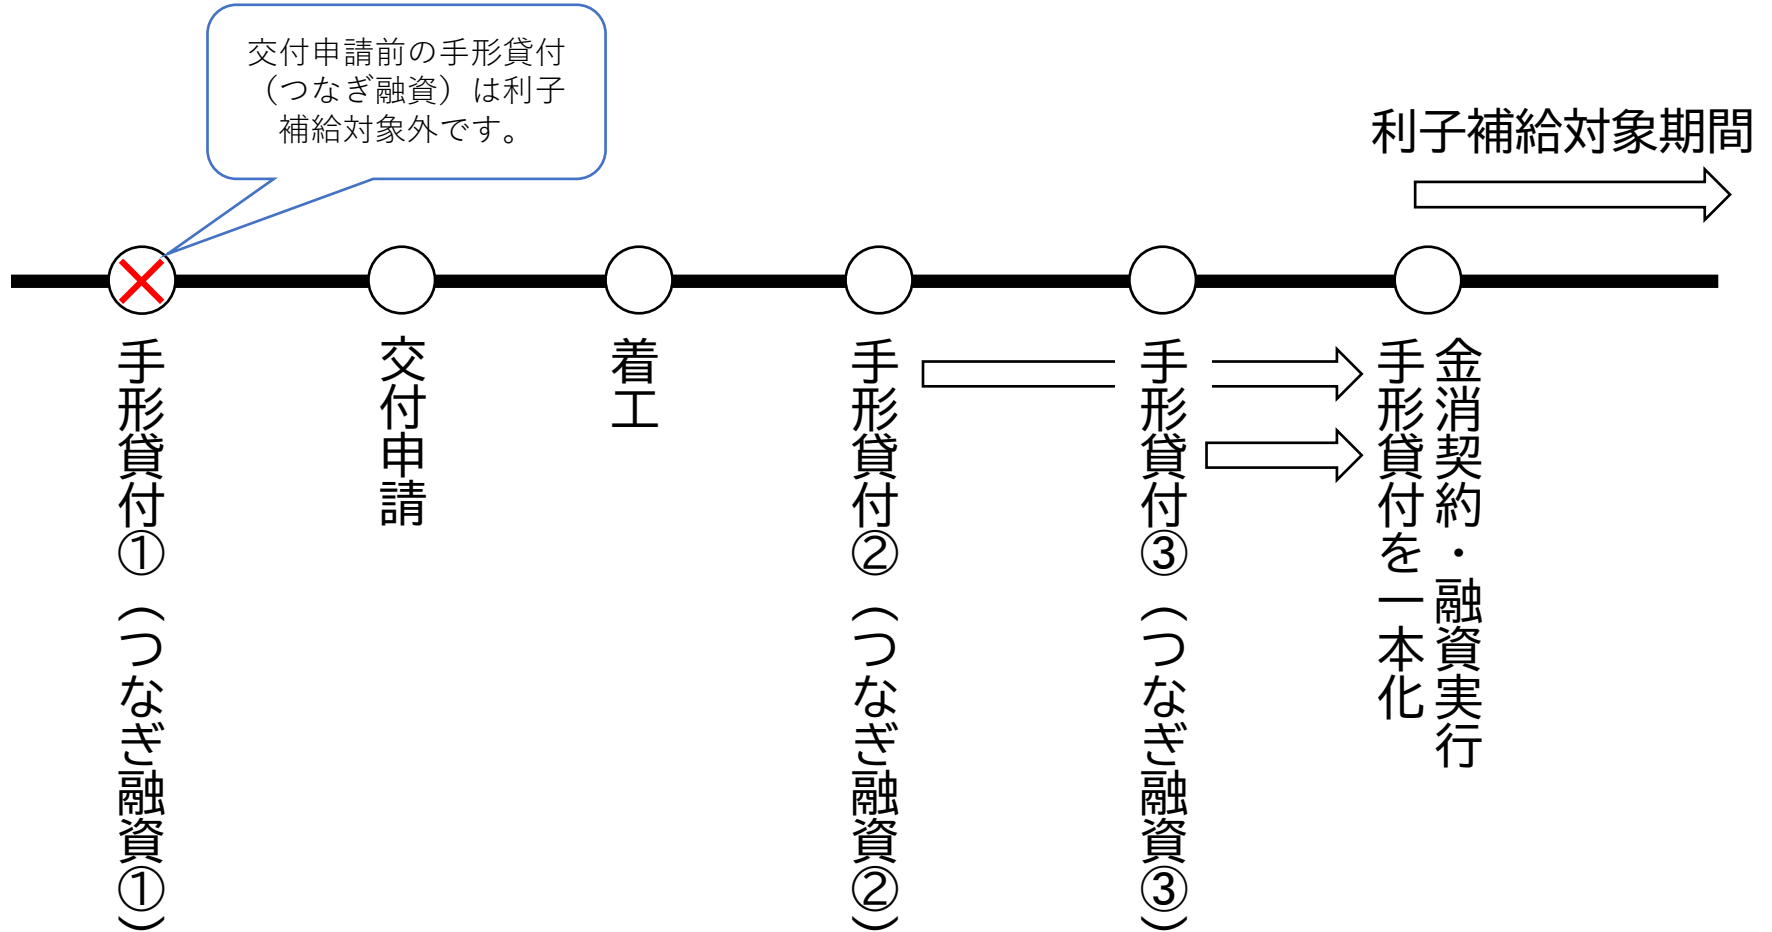 交付申請前の手形貸付
（つなぎ融資）は利子
補給対象外です。
利子補給対象期間
手形貸付①（つなぎ融資①）
交付申請
着工
手形貸付②（つなぎ融資②）
手形貸付③（つなぎ融資③）
金消契約・融資実行
手形貸付を一本化